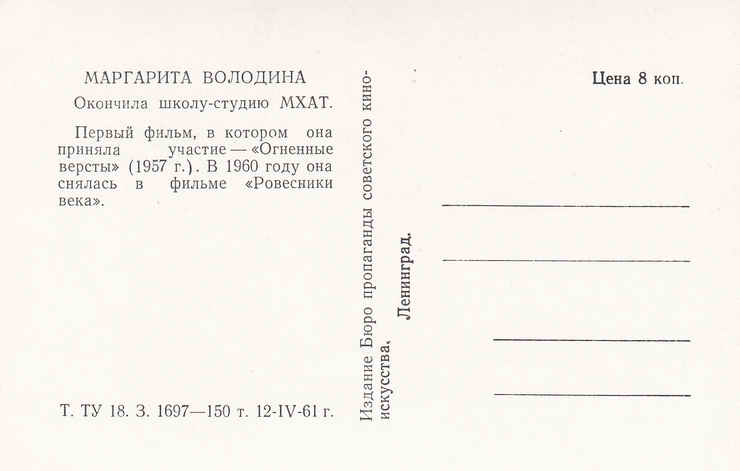 МАРГАРИТА ВОЛОДИНА
Окончила школу-студию МХАТ.
Первый фильм, в котором она
приняла участие — «Огненные
версты» (1957 г.). В 1960 году она
снялась в фильме «Ровесники
века».
Т. ТУ 18. З. 1697—150 т. 12-IV-61 г.
Издание Бюро пропаганды советского кино-
искусства.
Ленинград.
Цена 8 коп.